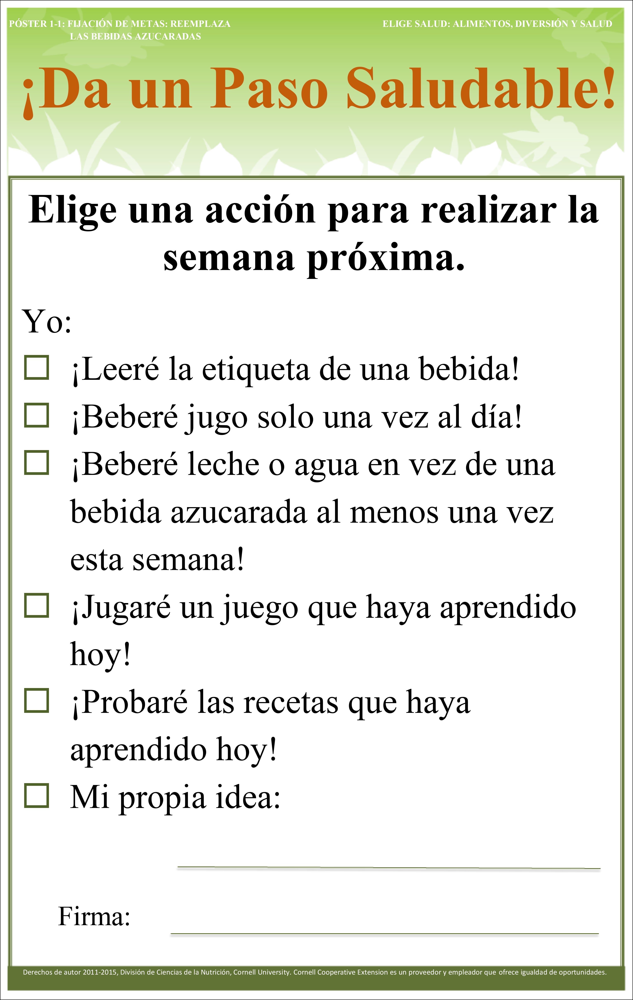 PÓSTER 1-1: FIJACIÓN DE METAS: REEMPLAZA
LAS BEBIDAS AZUCARADAS
ELIGE SALUD: ALIMENTOS, DIVERSIÓN Y SALUD
¡Da un Paso Saludable!
Elige una acción para realizar la
semana próxima.
Yo:
¡Leeré la etiqueta de una bebida!
¡Beberé jugo solo una vez al día!
¡Beberé leche o agua en vez de una
bebida azucarada al menos una vez
esta semana!
¡Jugaré un juego que haya aprendido
hoy!
¡Probaré las recetas que haya
aprendido hoy!
Mi propia idea:
Firma:
Derechos de autor 2011-2015, División de Ciencias de la Nutrición, Cornell University. Cornell Cooperative Extension es un proveedor y empleador que ofrece igualdad de oportunidades.